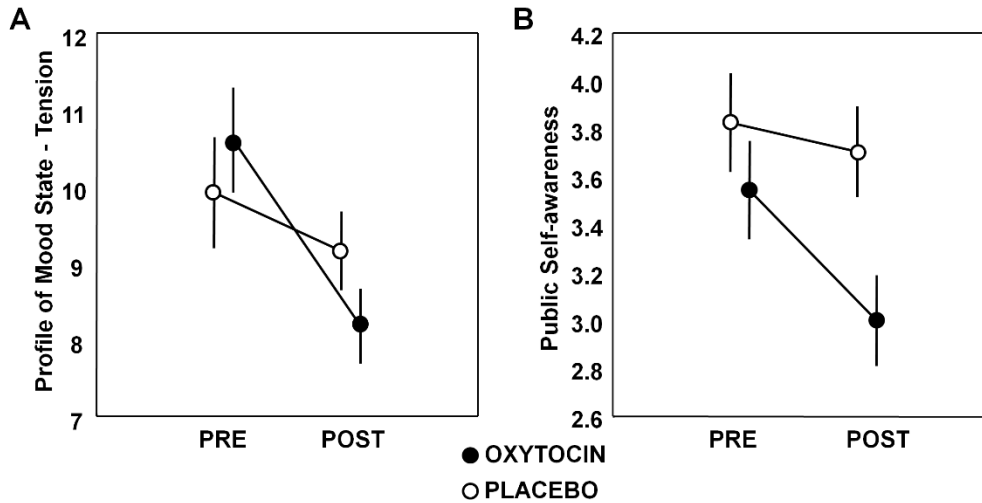 A
Profile of Mood State - Tension
12
11
10
9
8
7
PRE POST
B
Public Self-awareness
4.2
4.0
3.8
3.6
3.4
3.2
3.0
2.8
2.6
PRE POST
OXYTOCIN
PLACEBO